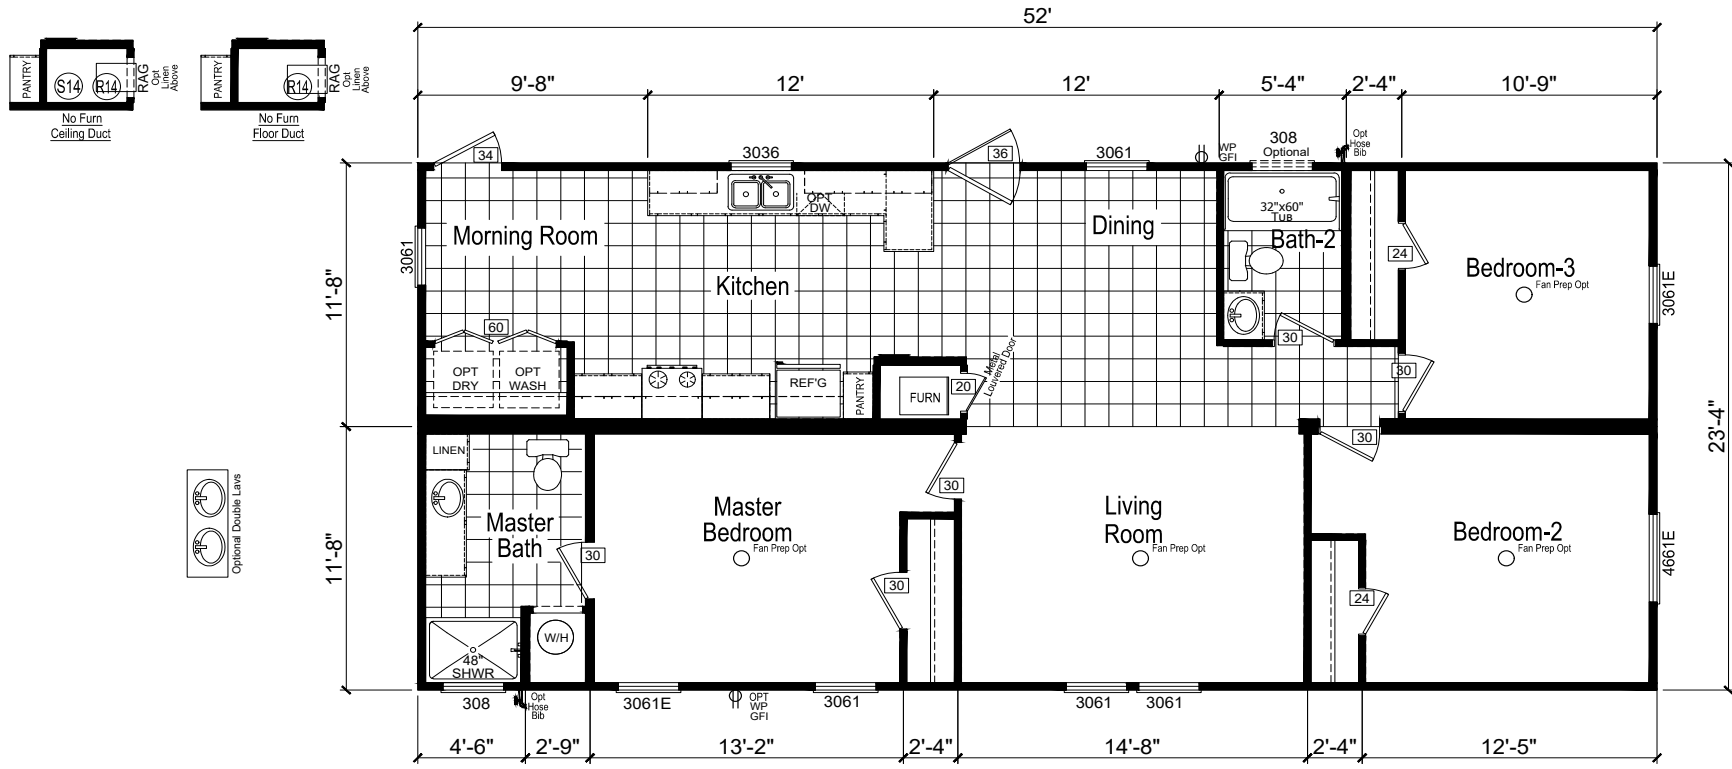 52'
9'-8"
12'
12'
5'-4"
2'-4"
10'-9"
PANTRY
S14
R14
RAG
Opt
Linen
Above
No Furn
Ceiling Duct
PANTRY
R14
RAG
Opt
Linen
Above
No Furn
Floor Duct
34
3036
36
3061
WP
GFI
308
Optional
Opt
Hose
Bib
OPT
DW
32"x60"
TUB
Morning Room
Kitchen
Dining
Bath-2
Bedroom-3
Fan Prep Opt
3061
24
3061E
11'-8"
60
30
30
OPT
DRY
OPT
WASH
REF'G
PANTRY
FURN
20
Metal
Louvered Door
23'-4"
LINEN
30
30
Optional Double Lavs
11'-8"
Master
Bath
30
Master
Bedroom
Fan Prep Opt
30
Living
Room
Fan Prep Opt
Bedroom-2
Fan Prep Opt
24
4661E
W/H
48"
SHWR
308
Opt
Hose
Bib
3061E
OPT
WP
GFI
3061
3061
3061
4'-6"
2'-9"
13'-2"
2'-4"
14'-8"
2'-4"
12'-5"